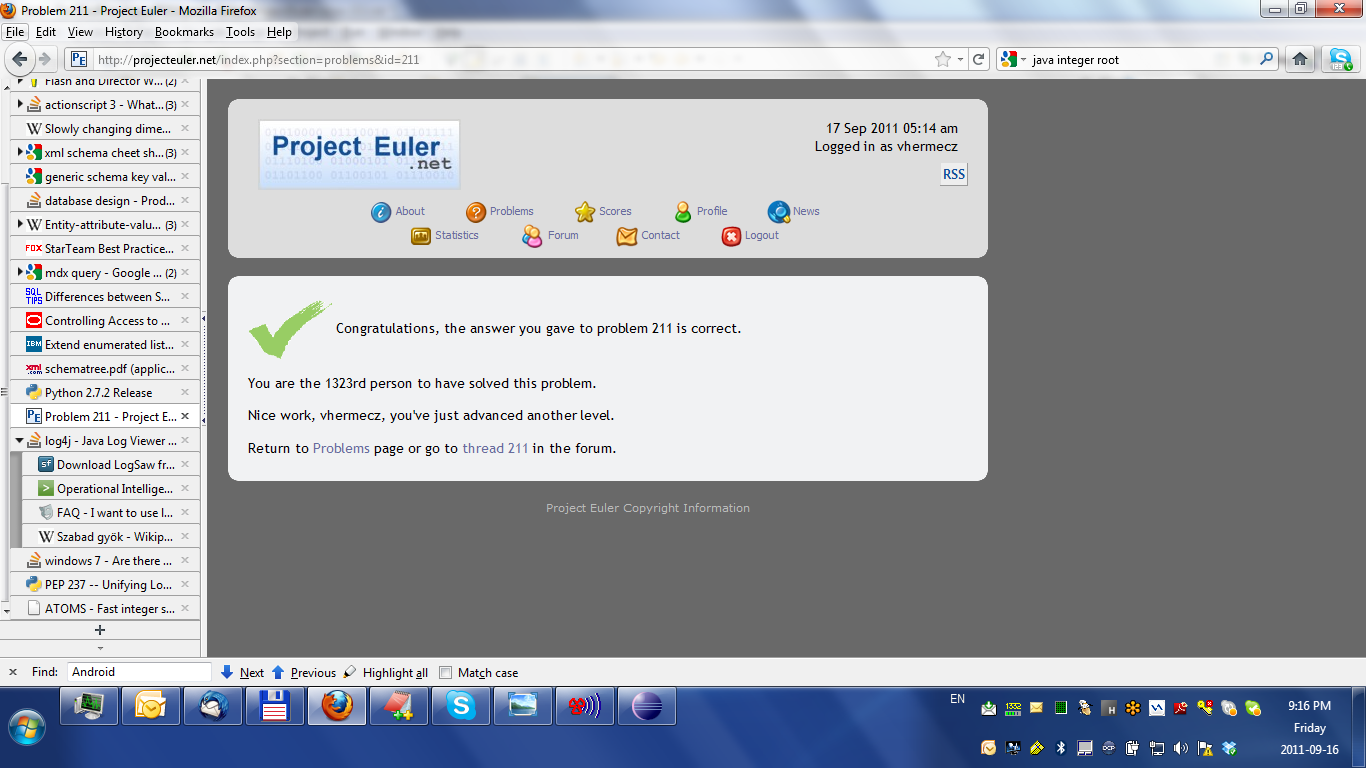 Problem 211 - Project Euler - Mozilla Firefox
File Edit View History Bookmarks Tools Help
http://projecteuler.net/index.php?section=problems&id=211
java integer root
Flash and Director W... (2)
actionscript 3 - What... (3)
Slowly changing dime...
xml schema cheet sh... (3)
generic schema key val...
database design - Prod...
Entity-attribute-valu... (3)
StarTeam Best Practice...
mdx query - Google ... (2)
Differences between S...
Controlling Access to ...
Extend enumerated list...
schematree.pdf (applic...
Python 2.7.2 Release
Problem 211 - Project E...
log4j - Java Log Viewer ...
Download LogSaw fr...
Operational Intellige...
FAQ - I want to use l...
Szabad gyök - Wikip...
windows 7 - Are there ...
PEP 237 -- Unifying Lo...
ATOMS - Fast integer s...
Project Euler
.net
17 Sep 2011 05:14 am
Logged in as vhermecz
RSS
About Problems Scores Profile News
Statistics Forum Contact Logout
Congratulations, the answer you gave to problem 211 is correct.
You are the 1323rd person to have solved this problem.
Nice work, vhermecz, you've just advanced another level.
Return to Problems page or go to thread 211 in the forum.
Project Euler Copyright Information
Find: Android Next Previous Highlight all Match case
EN
9:16 PM
Friday
2011-09-16